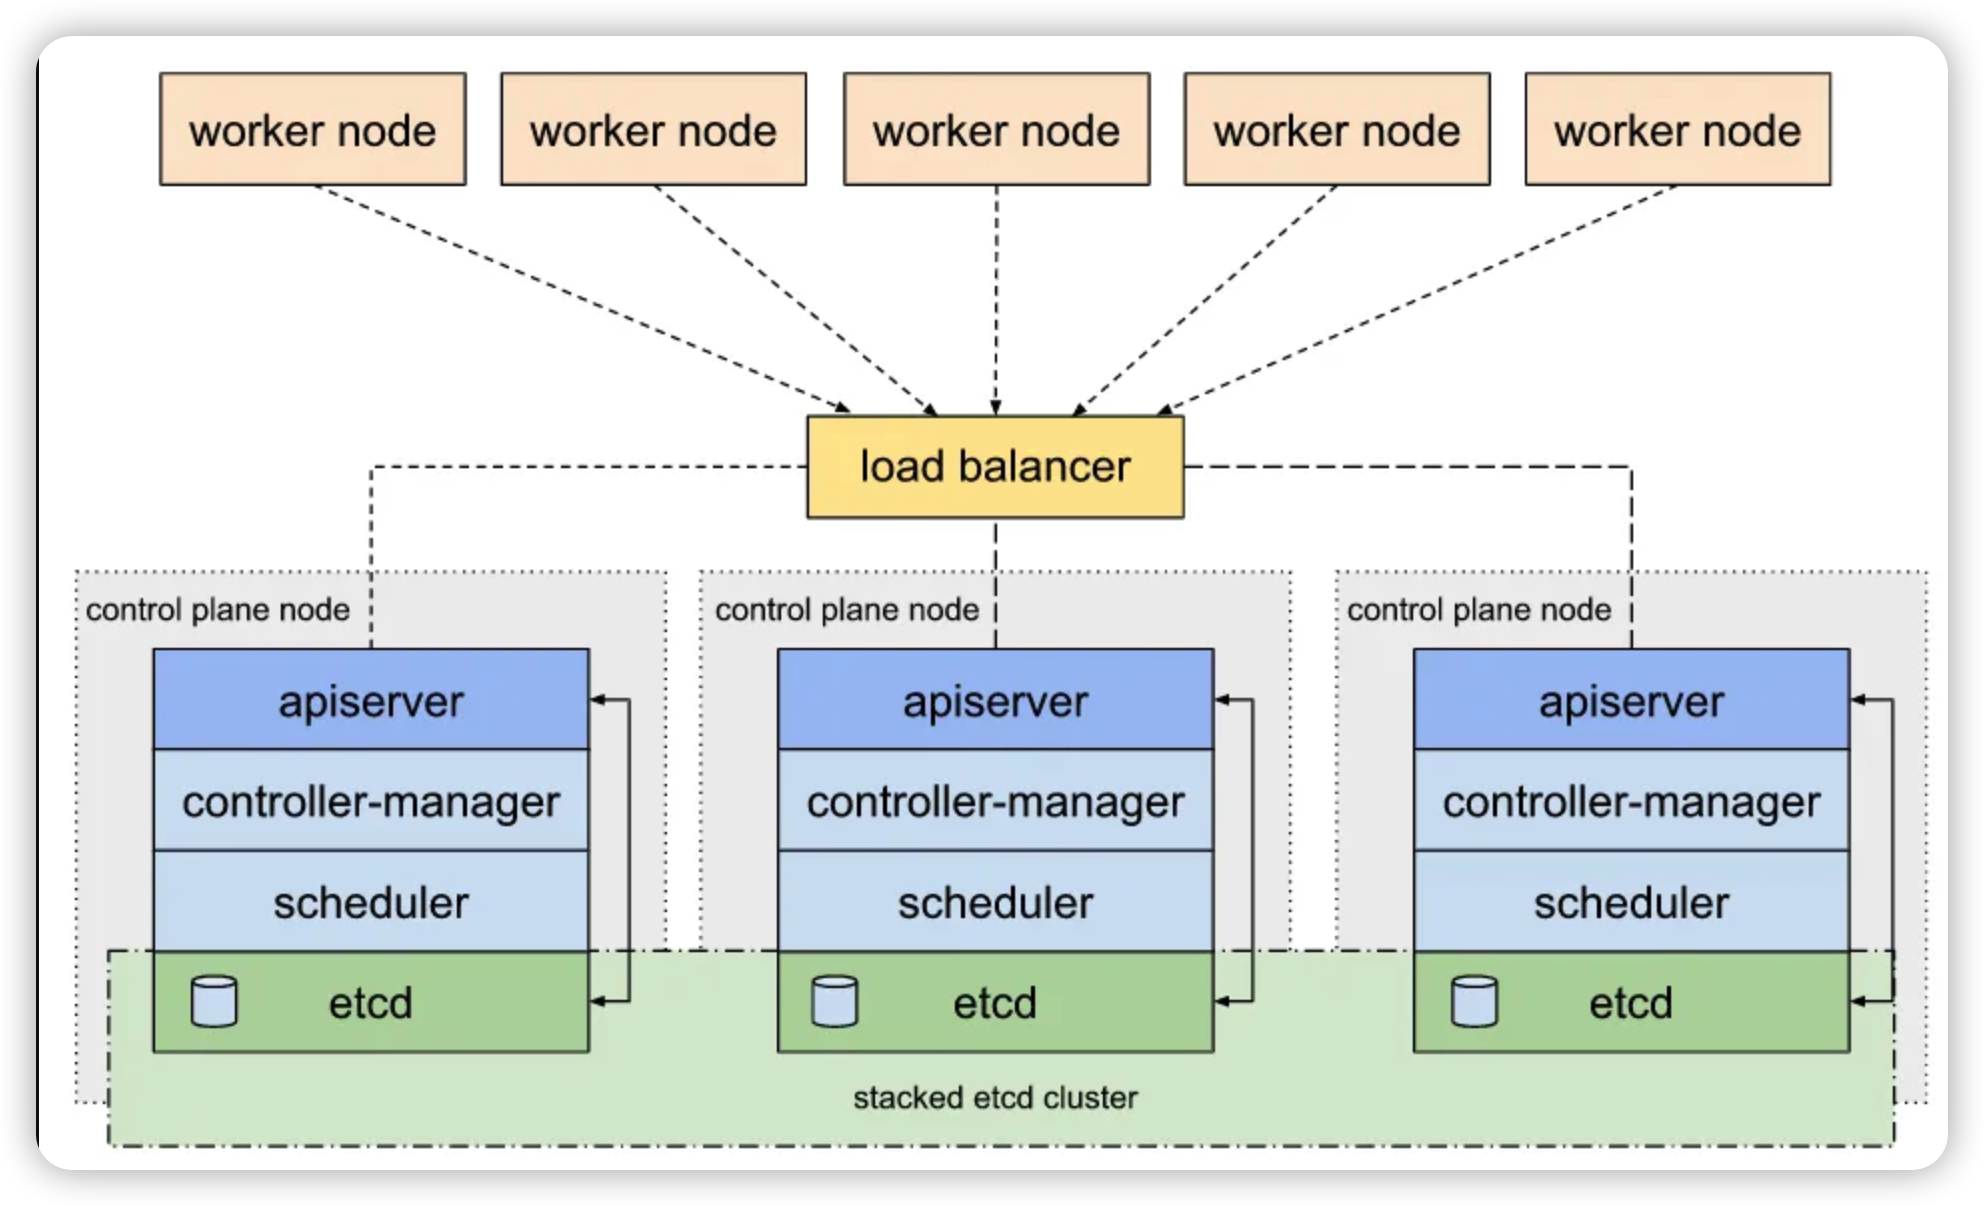 worker node
worker node
worker node
worker node
worker node
load balancer
control plane node
control plane node
control plane node
apiserver
apiserver
apiserver
controller-manager
controller-manager
controller-manager
scheduler
scheduler
scheduler
etcd
etcd
etcd
stacked etcd cluster